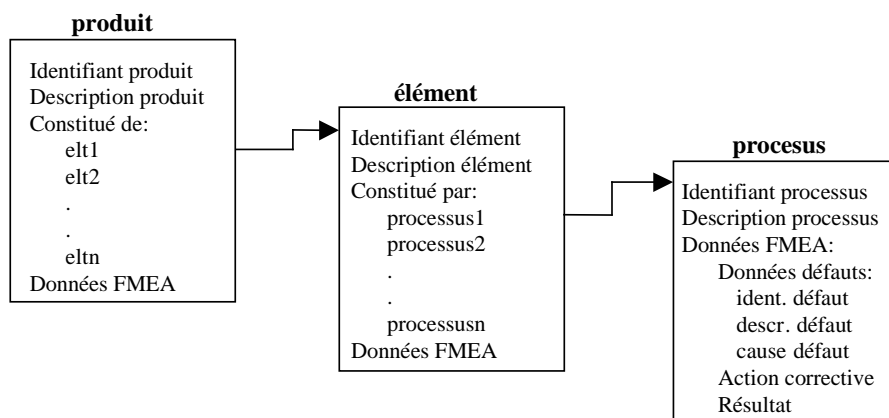 produit
Identifiant produit
Description produit
Constitué de:
elt1
elt2
.
.
eltn
Données FMEA
élément
Identifiant élément
Description élément
Constitué par:
processus1
processus2
.
.
processusn
Données FMEA
procesus
Identifiant processus
Description processus
Données FMEA:
Données défauts:
ident. défaut
descr. défaut
cause défaut
Action corrective
Résultat